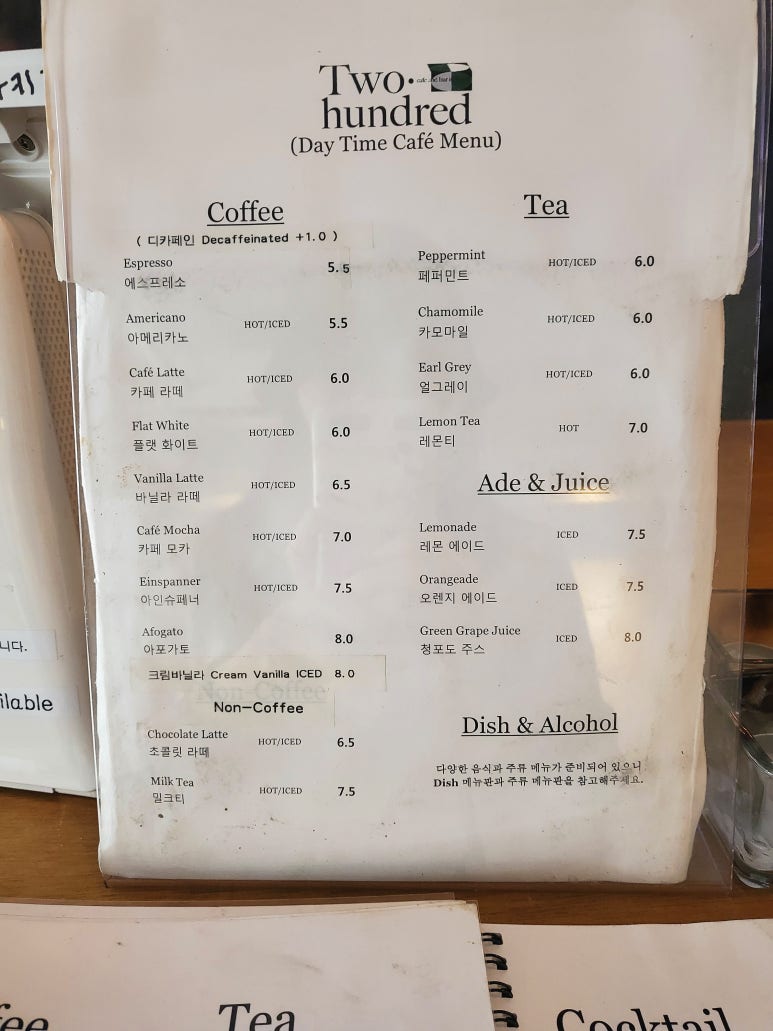 Two
cafe and bar
hundred
(Day Time Café Menu)
Coffee
( 디카페인 Decaffeinated +1.0 )
Espresso 5.5
에스프레소
Americano HOT/ICED 5.5
아메리카노
Café Latte HOT/ICED 6.0
카페 라떼
Flat White HOT/ICED 6.0
플랫 화이트
Vanilla Latte HOT/ICED 6.5
바닐라 라떼
Café Mocha HOT/ICED 7.0
카페 모카
Einspanner HOT/ICED 7.5
아인슈페너
Afogato 8.0
아포가토
크림바닐라 Cream Vanilla ICED 8.0
Non-Coffee
Non-Coffee
Chocolate Latte HOT/ICED 6.5
초콜릿 라떼
Milk Tea HOT/ICED 7.5
밀크티
Tea
Peppermint HOT/ICED 6.0
페퍼민트
Chamomile HOT/ICED 6.0
카모마일
Earl Grey HOT/ICED 6.0
얼그레이
Lemon Tea HOT 7.0
레몬티
Ade & Juice
Lemonade ICED 7.5
레몬 에이드
Orangeade ICED 7.5
오렌지 에이드
Green Grape Juice ICED 8.0
청포도 주스
Dish & Alcohol
다양한 음식과 주류 메뉴가 준비되어 있으니
Dish 메뉴판과 주류 메뉴판을 참고해주세요.
니다.
ilable
fee
Tea
Cocktail